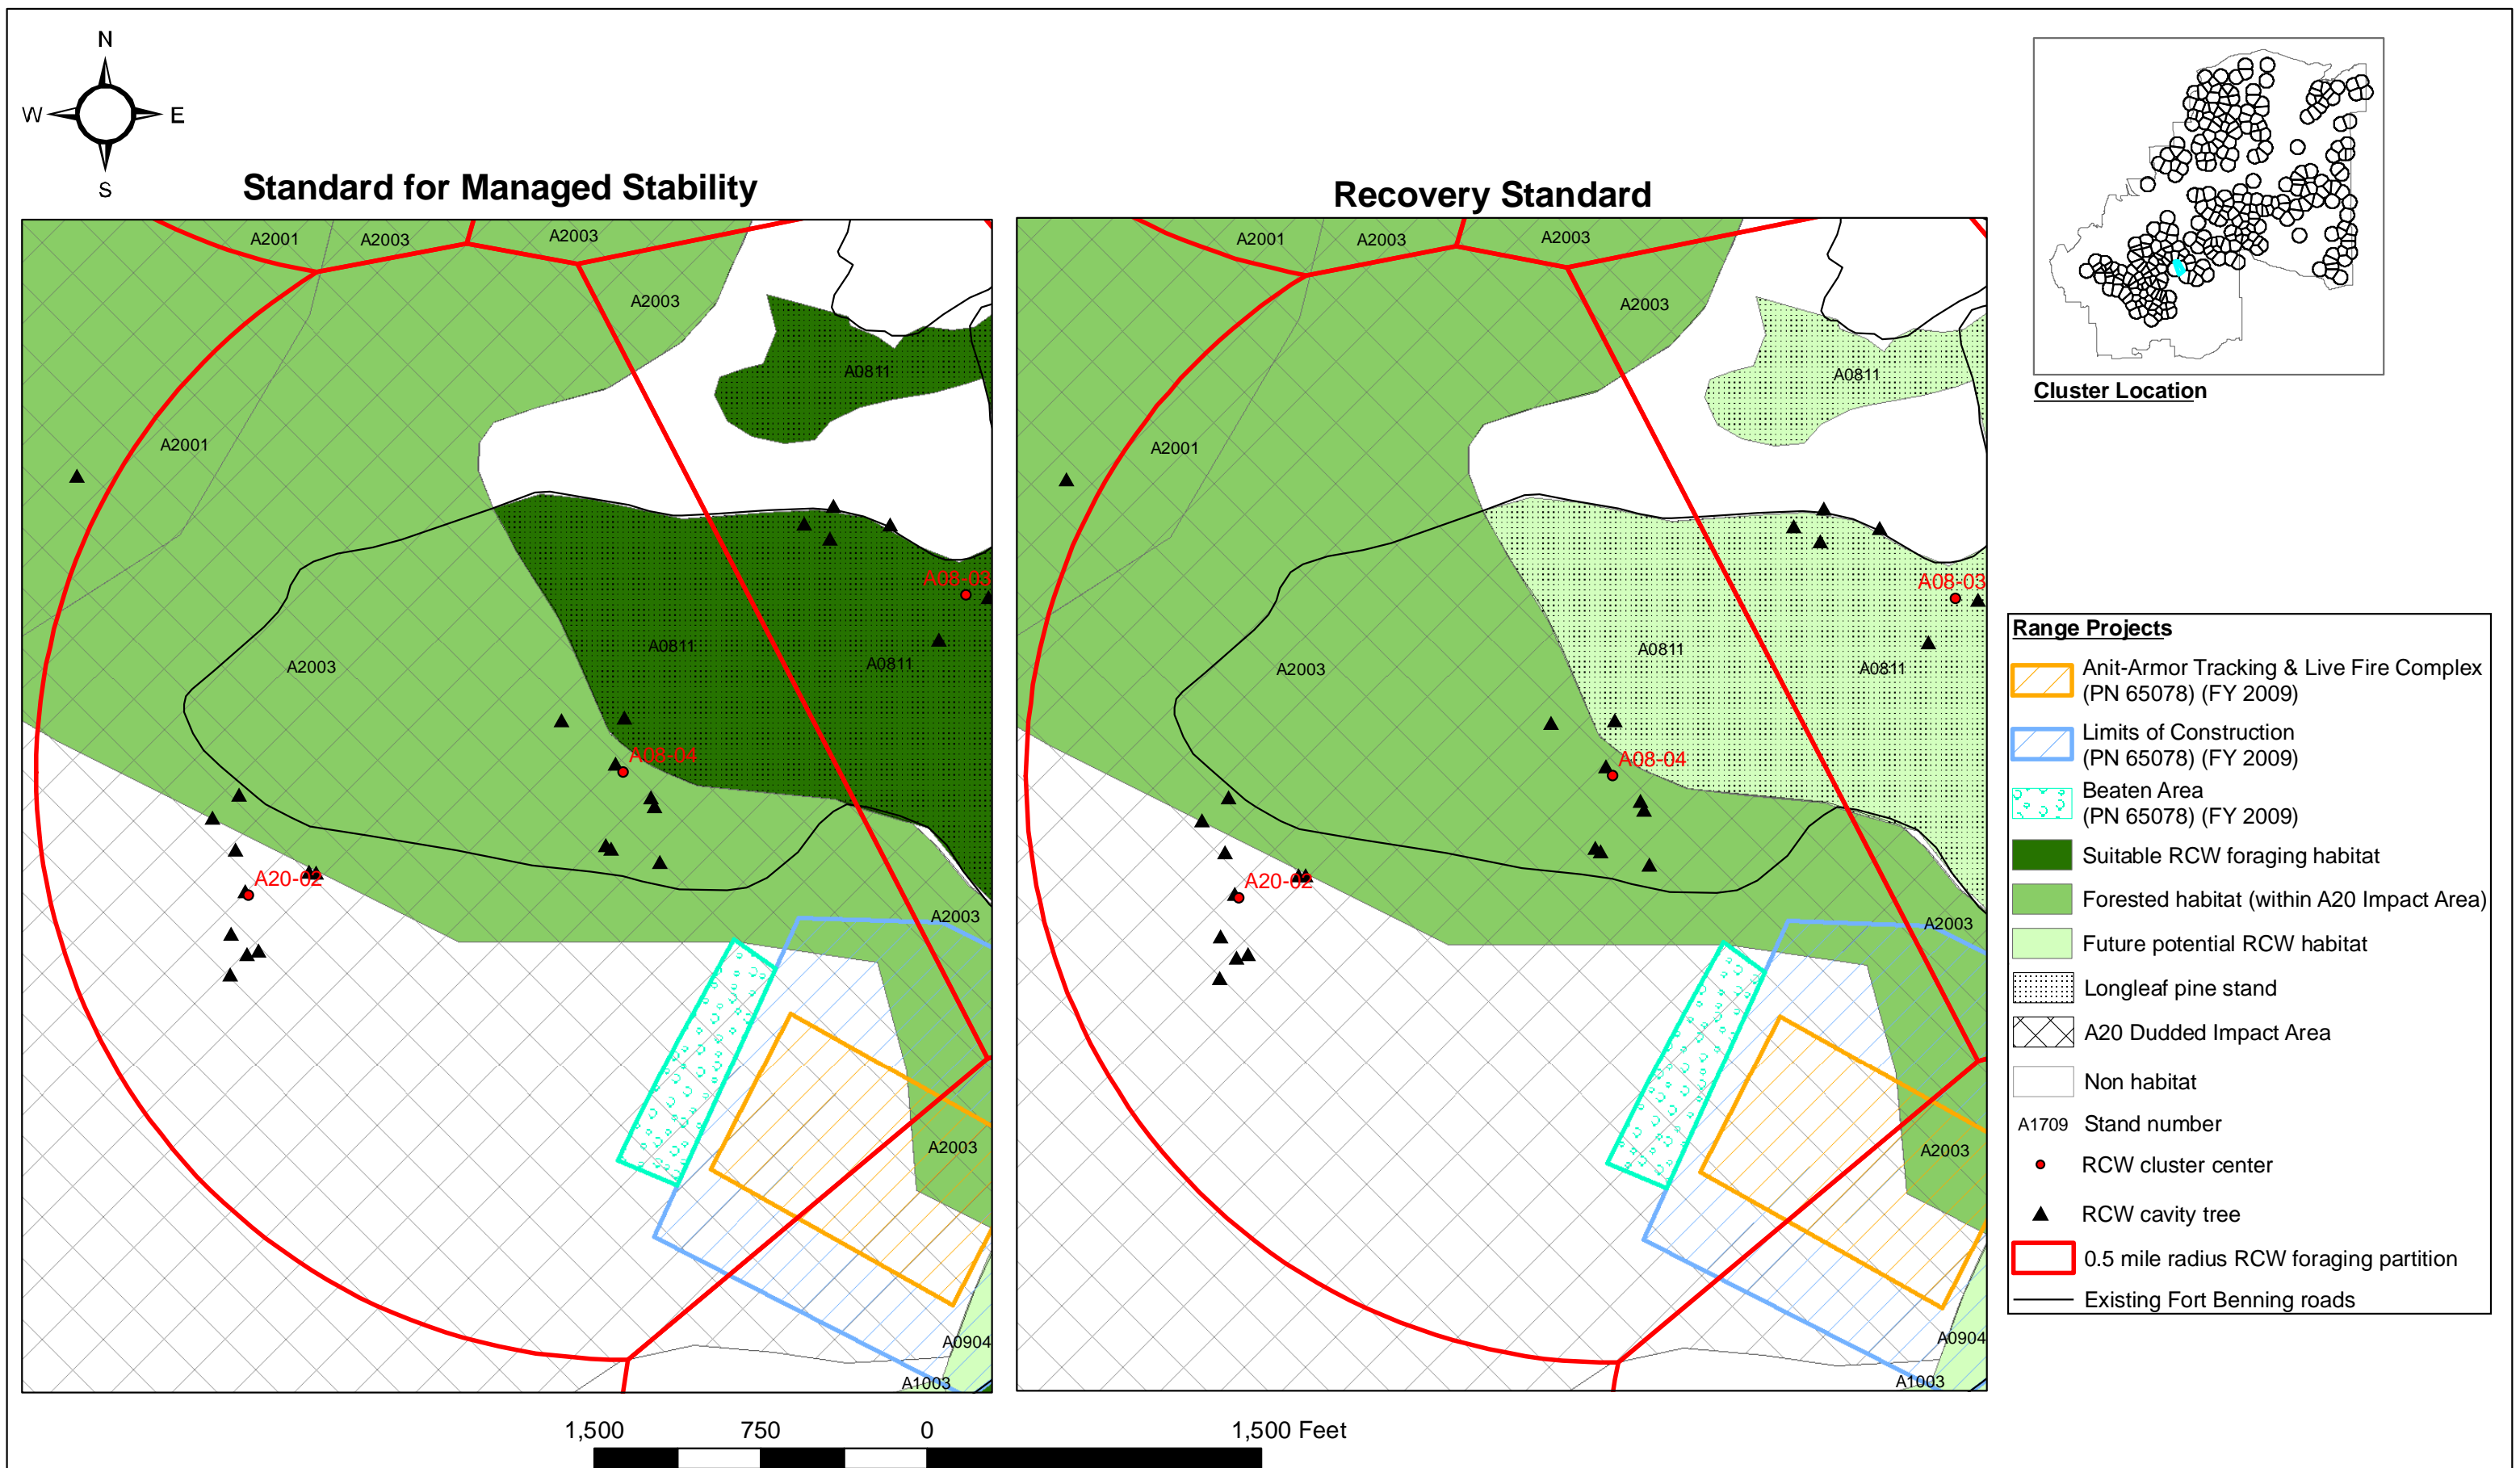 N
W
E
S
Standard for Managed Stability
Recovery Standard
A2001
A2003
A2003
A2003
A0811
A2001
A08-03
A2003
A0811
A0811
A08-04
A20-02
A2003
A2003
A0904
A1003
A2001
A2003
A2003
A2003
A0811
A2001
A08-03
A2003
A0811
A0811
A08-04
A20-02
A2003
A2003
A0904
A1003
Cluster Location
Range Projects
Anit-Armor Tracking & Live Fire Complex
(PN 65078) (FY 2009)
Limits of Construction
(PN 65078) (FY 2009)
Beaten Area
(PN 65078) (FY 2009)
Suitable RCW foraging habitat
Forested habitat (within A20 Impact Area)
Future potential RCW habitat
Longleaf pine stand
A20 Dudded Impact Area
Non habitat
A1709 Stand number
RCW cluster center
RCW cavity tree
0.5 mile radius RCW foraging partition
Existing Fort Benning roads
1,500 750 0 1,500 Feet